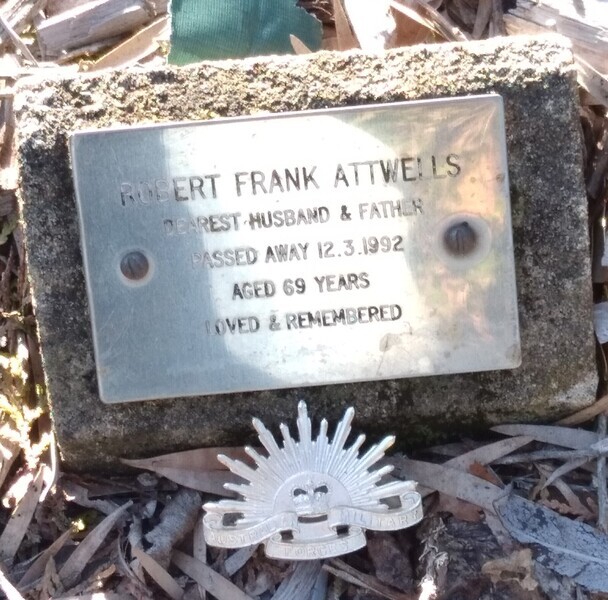 ROBERT FRANK ATTWELLS
DEAREST HUSBAND & FATHER
PASSED AWAY 12.3.1992
AGED 69 YEARS
LOVED & REMEMBERED